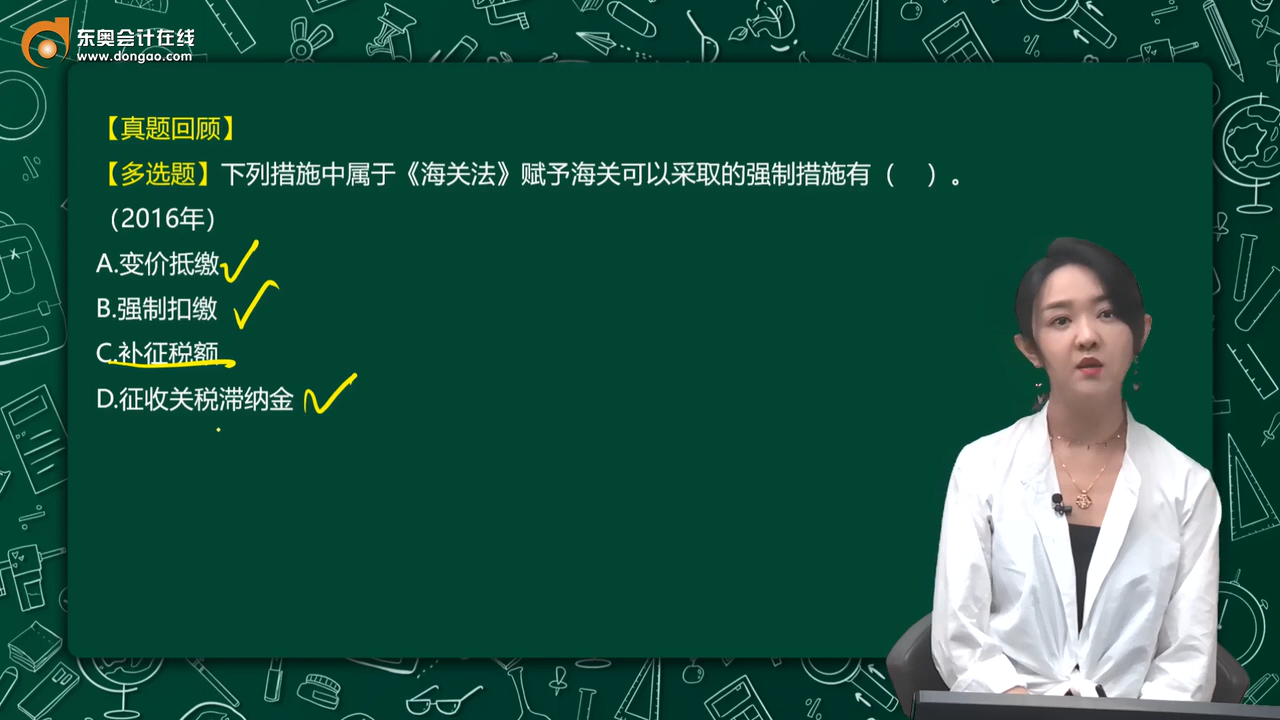 东奥会计在线
www.dongao.com
【真题回顾】
【多选题】下列措施中属于《海关法》赋予海关可以采取的强制措施有（ ）。
（2016年）
A.变价抵缴
B.强制扣缴
C.补征税额
D.征收关税滞纳金